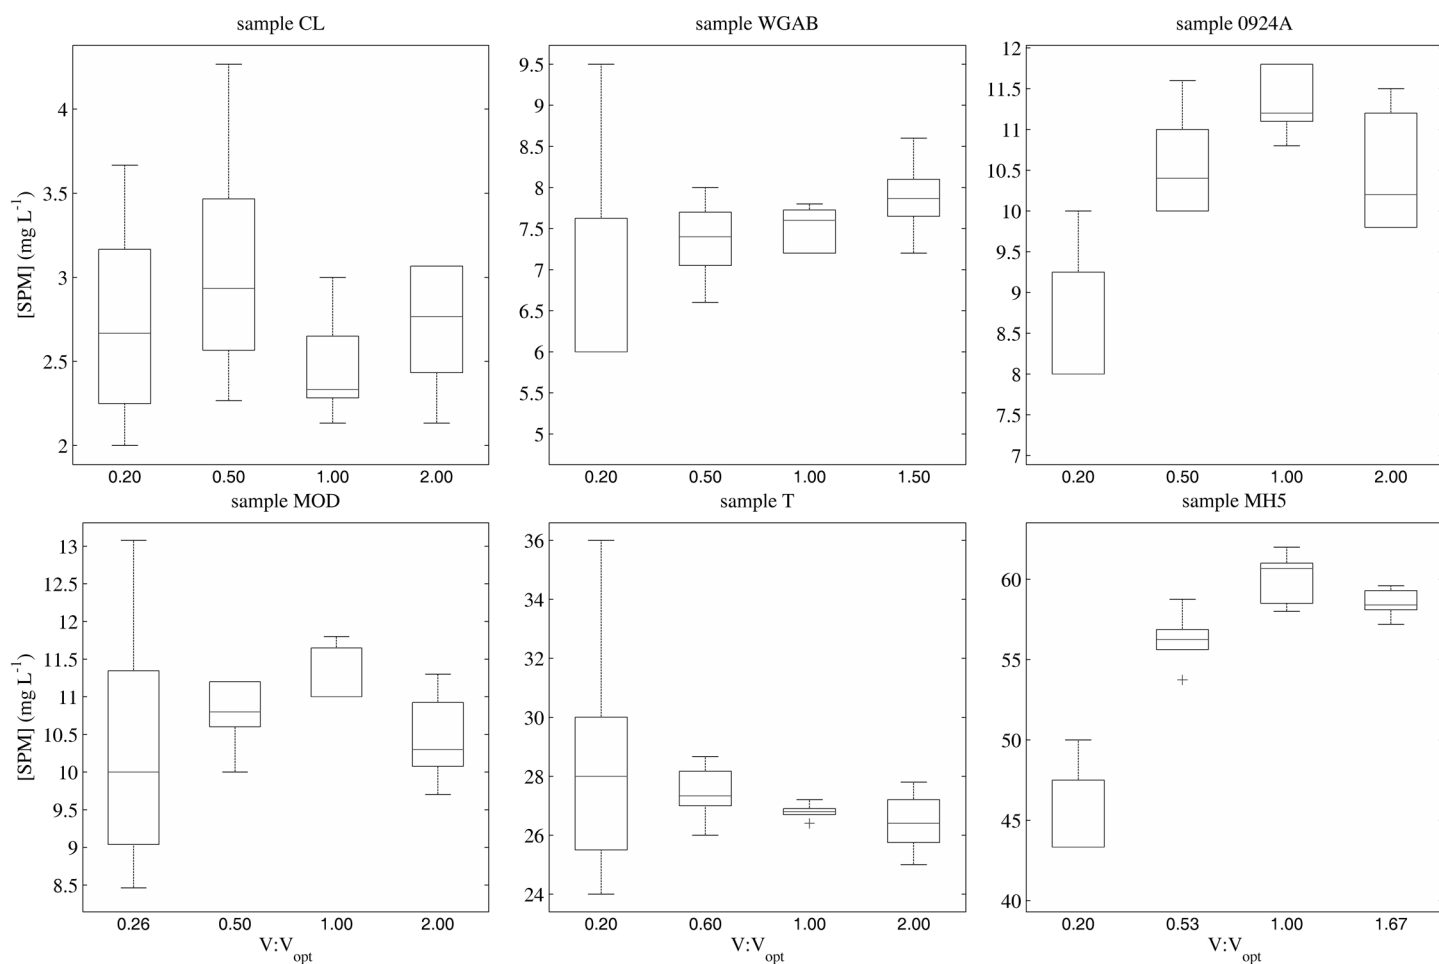 sample CL
sample WGAB
sample 0924A
[SPM] (mg L⁻¹)
4
3.5
3
2.5
2
0.20 0.50 1.00 2.00
9.5
9
8.5
8
7.5
7
6.5
6
5.5
5
0.20 0.50 1.00 1.50
12
11.5
11
10.5
10
9.5
9
8.5
8
7.5
7
0.20 0.50 1.00 2.00
sample MOD
sample T
sample MH5
[SPM] (mg L⁻¹)
13
12.5
12
11.5
11
10.5
10
9.5
9
8.5
0.26 0.50 1.00 2.00
V:Vopt
36
34
32
30
28
26
24
0.20 0.60 1.00 2.00
V:Vopt
60
55
50
45
40
0.20 0.53 1.00 1.67
V:Vopt